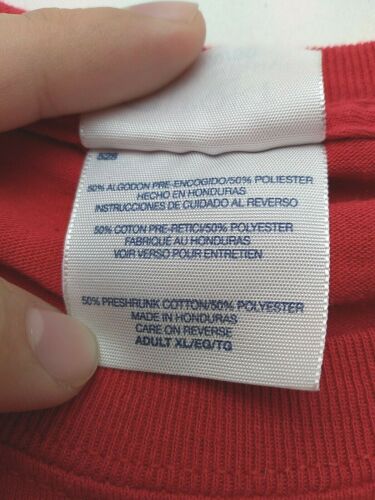 528
50% ALGODON PRE-ENCOGIDO/50% POLIESTER
HECHO EN HONDURAS
INSTRUCCIONES DE CUIDADO AL REVERSO
50% COTON PRE-RETICI/50% POLYESTER
FABRIQUÉ AU HONDURAS
VOIR VERSO POUR ENTRETIEN
50% PRESHRUNK COTTON/50% POLYESTER
MADE IN HONDURAS
CARE ON REVERSE
ADULT XL/EG/TG